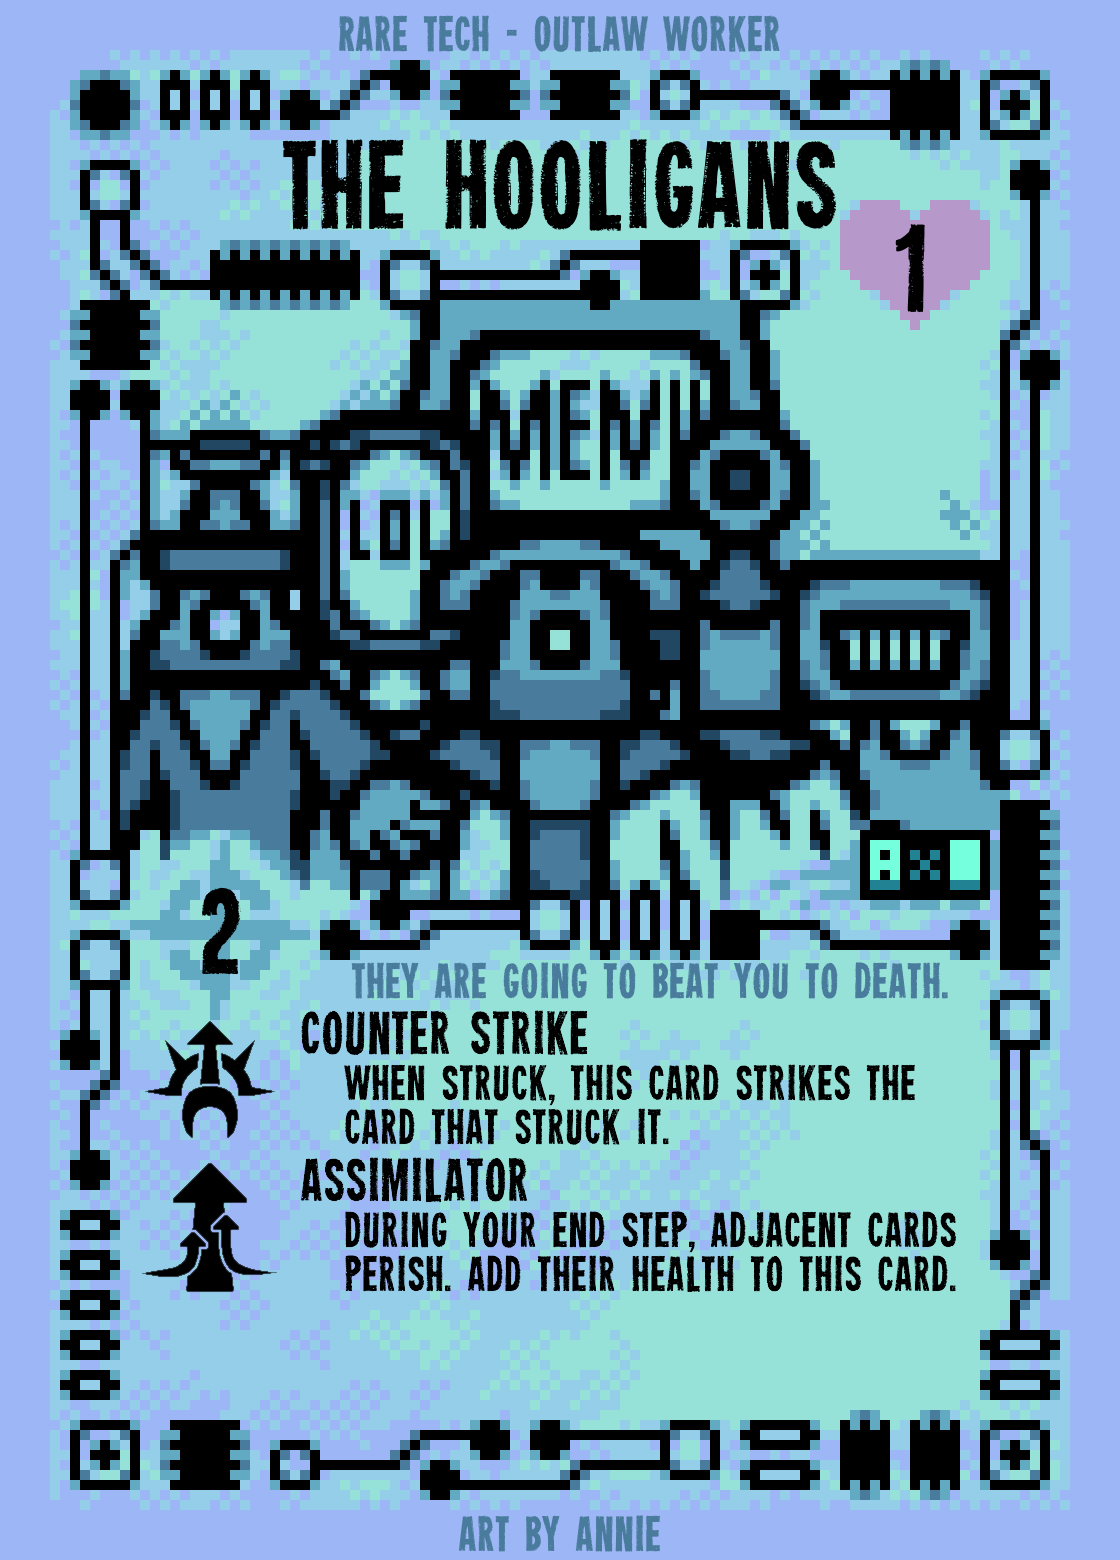 RARE TECH - OUTLAW WORKER
THE HOOLIGANS
1
MENU
LOL
A
2
THEY ARE GOING TO BEAT YOU TO DEATH.
COUNTER STRIKE
WHEN STRUCK, THIS CARD STRIKES THE
CARD THAT STRUCK IT.
ASSIMILATOR
DURING YOUR END STEP, ADJACENT CARDS
PERISH. ADD THEIR HEALTH TO THIS CARD.
ART BY ANNIE